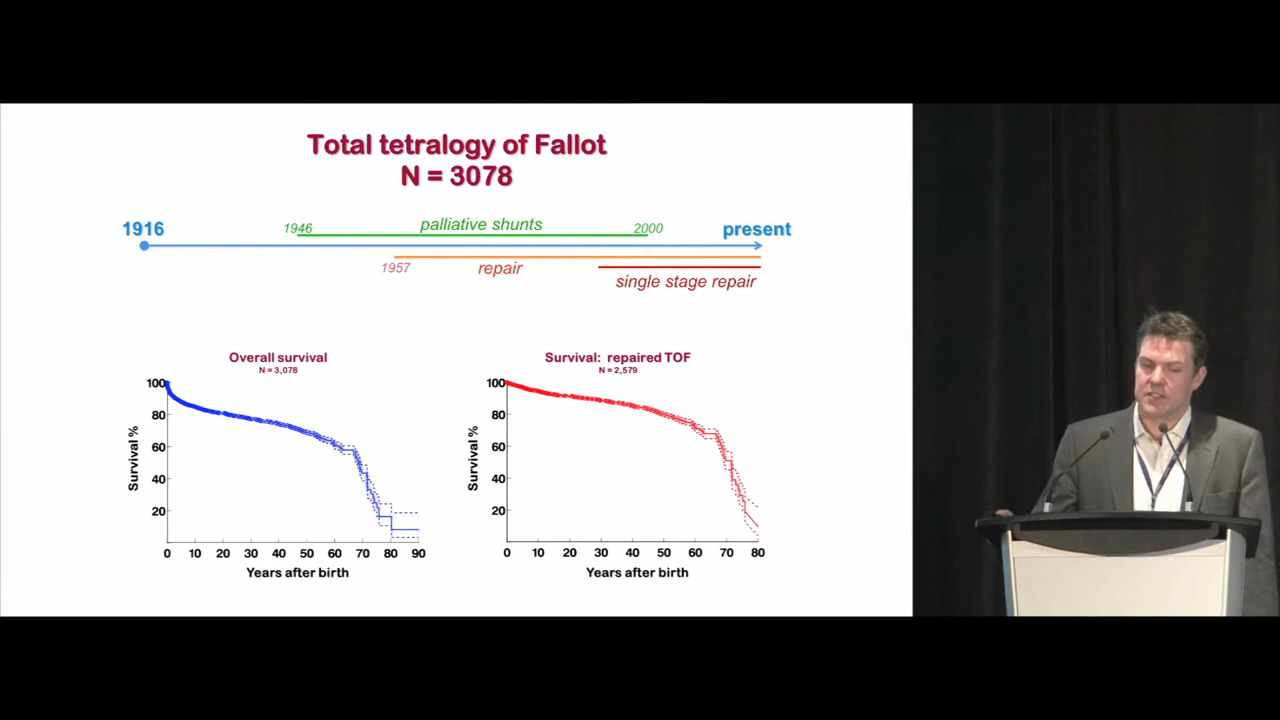 Total tetralogy of Fallot
N = 3078
1916
1946
palliative shunts
2000
present
1957
repair
single stage repair
Overall survival
N = 3,078
Survival %
100
80
60
40
20
0 10 20 30 40 50 60 70 80 90
Years after birth
Survival: repaired TOF
N = 2,579
Survival %
100
80
60
40
20
0 10 20 30 40 50 60 70 80
Years after birth